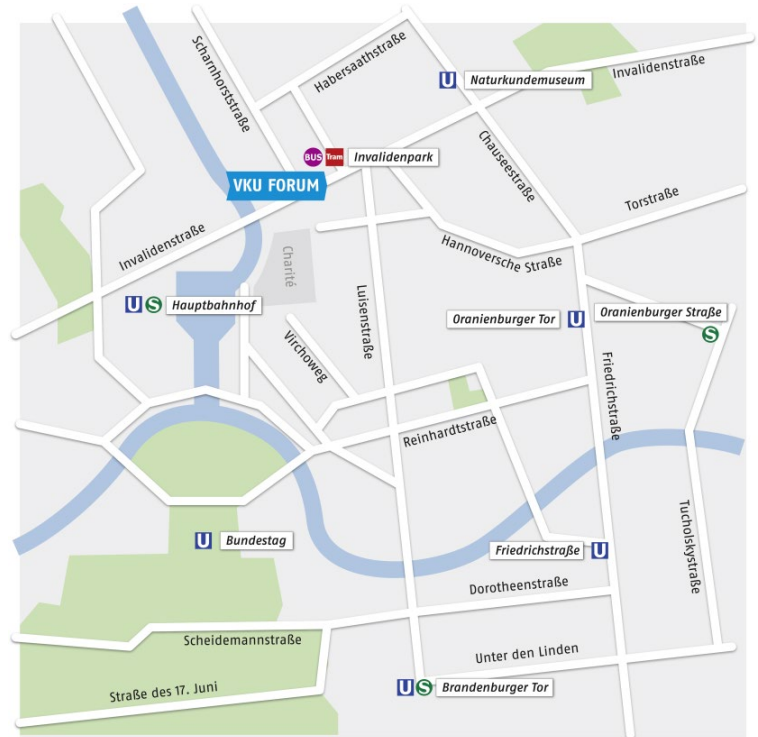 Scharnhorststraße
Habersaathstraße
U Naturkundemuseum
Invalidenstraße
BUS Tram Invalidenpark
Chauseestraße
VKU FORUM
Torstraße
Invalidenstraße
Hannoversche Straße
Charité
U S Hauptbahnhof
Luisenstraße
Oranienburger Tor U
Oranienburger Straße
S
Virchoweg
Friedrichstraße
Reinhardtstraße
Tucholskystraße
U Bundestag
Friedrichstraße U
Dorotheenstraße
Scheidemannstraße
Unter den Linden
Straße des 17. Juni
U S Brandenburger Tor